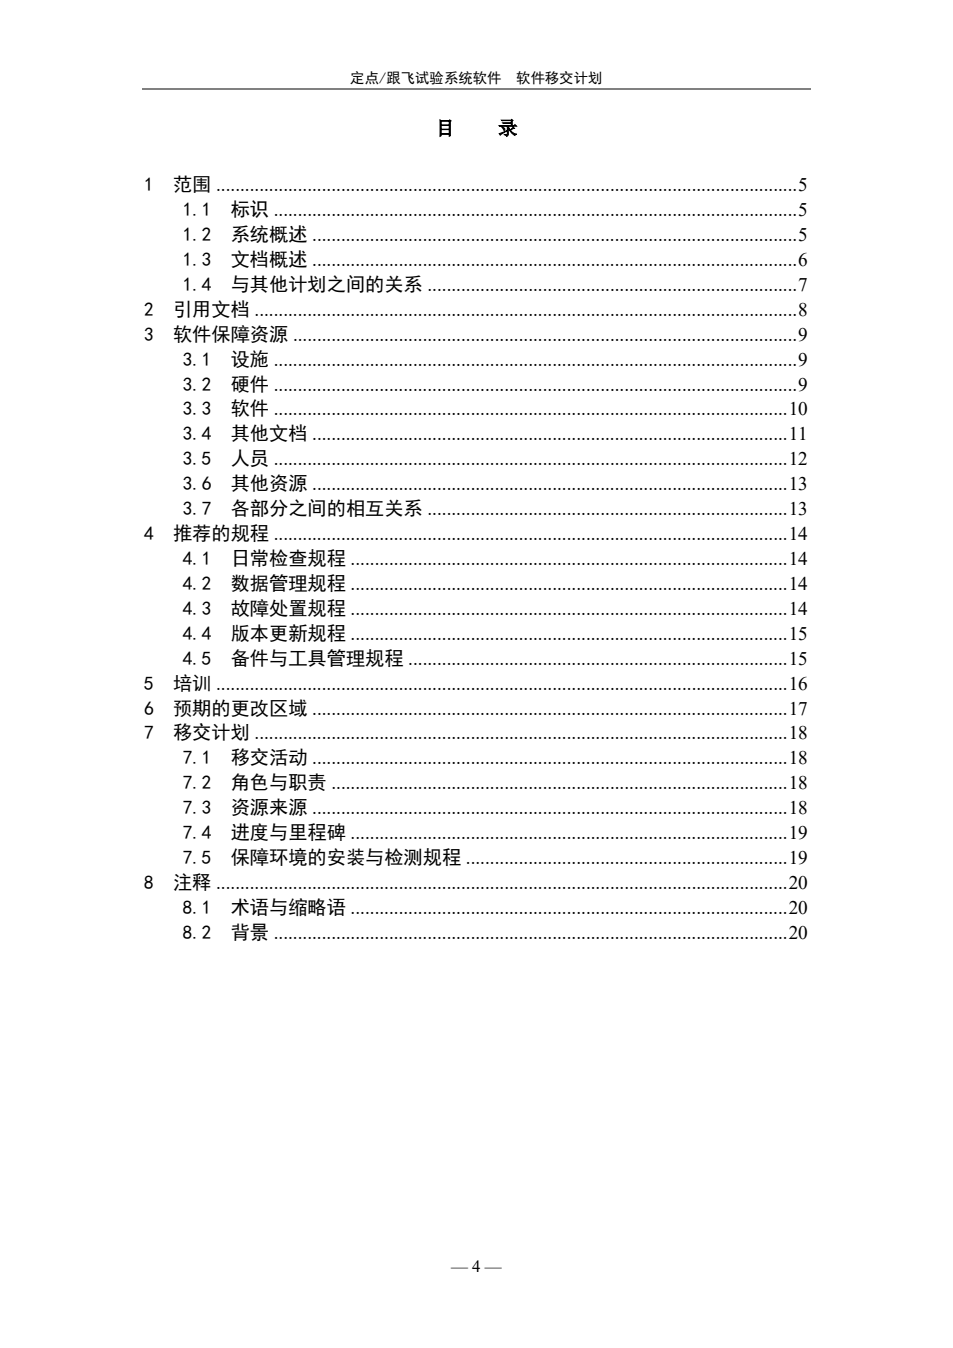 定点/跟飞试验系统软件　软件移交计划
目　　录
1　范围 ........ 5
1.1　标识 ........ 5
1.2　系统概述 ........ 5
1.3　文档概述 ........ 6
1.4　与其他计划之间的关系 ........ 7
2　引用文档 ........ 8
3　软件保障资源 ........ 9
3.1　设施 ........ 9
3.2　硬件 ........ 9
3.3　软件 ........ 10
3.4　其他文档 ........ 11
3.5　人员 ........ 12
3.6　其他资源 ........ 13
3.7　各部分之间的相互关系 ........ 13
4　推荐的规程 ........ 14
4.1　日常检查规程 ........ 14
4.2　数据管理规程 ........ 14
4.3　故障处置规程 ........ 14
4.4　版本更新规程 ........ 15
4.5　备件与工具管理规程 ........ 15
5　培训 ........ 16
6　预期的更改区域 ........ 17
7　移交计划 ........ 18
7.1　移交活动 ........ 18
7.2　角色与职责 ........ 18
7.3　资源来源 ........ 18
7.4　进度与里程碑 ........ 19
7.5　保障环境的安装与检测规程 ........ 19
8　注释 ........ 20
8.1　术语与缩略语 ........ 20
8.2　背景 ........ 20
— 4 —